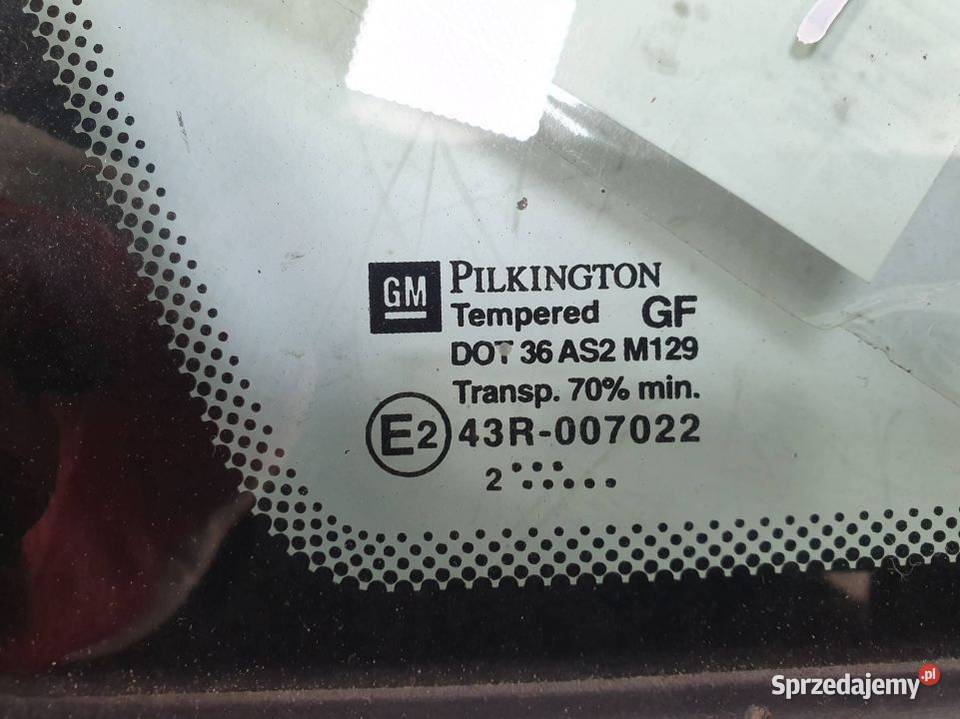 GM PILKINGTON
Tempered GF
DOT 36 AS2 M129
Transp. 70% min.
E2 43R-007022
2
Sprzedajemy.pl